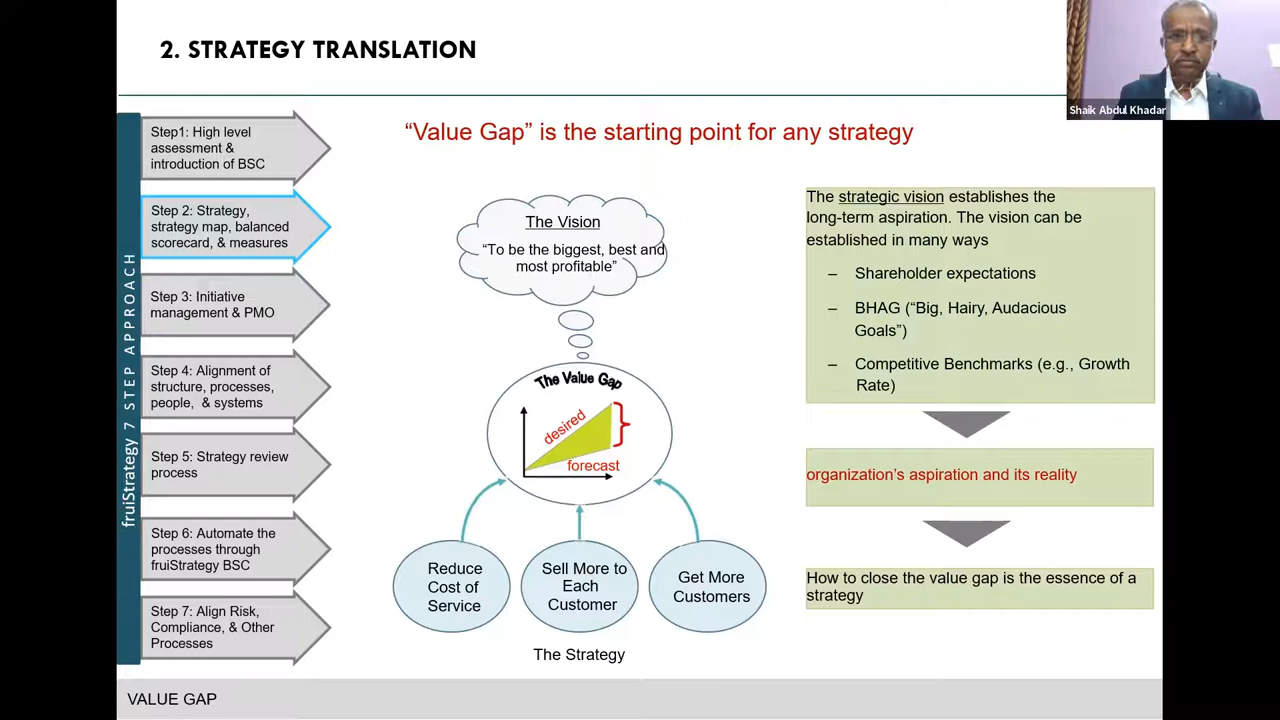 2. STRATEGY TRANSLATION
Shaik Abdul Khadar
fruiStrategy 7 STEP APPROACH
Step1: High level
assessment &
introduction of BSC
Step 2: Strategy,
strategy map, balanced
scorecard, & measures
Step 3: Initiative
management & PMO
Step 4: Alignment of
structure, processes,
people, & systems
Step 5: Strategy review
process
Step 6: Automate the
processes through
fruiStrategy BSC
Step 7: Align Risk,
Compliance, & Other
Processes
“Value Gap” is the starting point for any strategy
The Vision
“To be the biggest, best and
most profitable”
The Value Gap
desired
forecast
Reduce
Cost of
Service
Sell More to
Each
Customer
Get More
Customers
The Strategy
The strategic vision establishes the
long-term aspiration. The vision can be
established in many ways
– Shareholder expectations
– BHAG (“Big, Hairy, Audacious
Goals”)
– Competitive Benchmarks (e.g., Growth
Rate)
organization’s aspiration and its reality
How to close the value gap is the essence of a
strategy
VALUE GAP